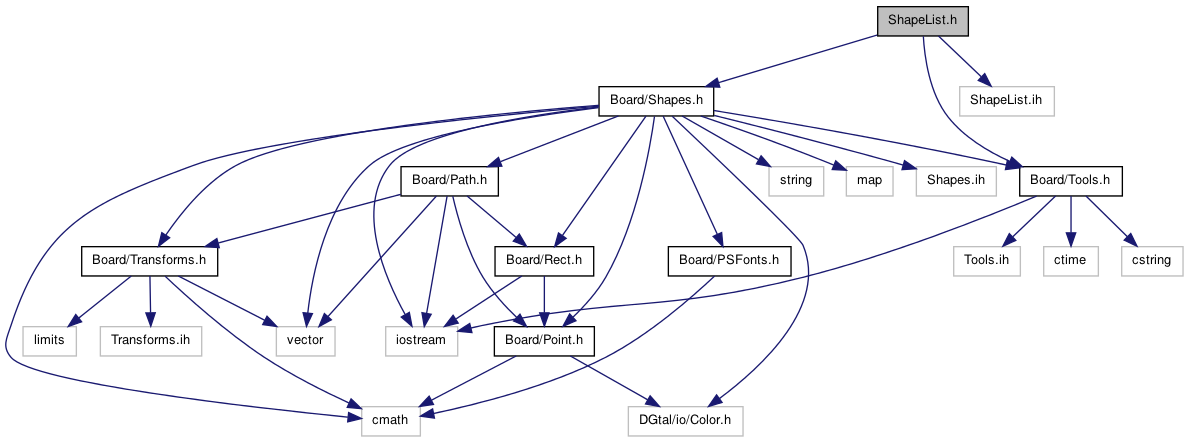 ShapeList.h
Board/Shapes.h
ShapeList.ih
Board/Path.h
string
map
Shapes.ih
Board/Tools.h
Board/Transforms.h
Board/Rect.h
Board/PSFonts.h
Tools.ih
ctime
cstring
limits
Transforms.ih
vector
iostream
Board/Point.h
cmath
DGtal/io/Color.h